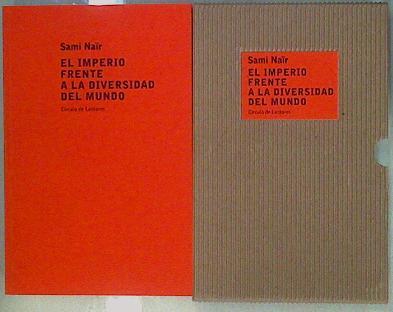 Sami Naïr
EL IMPERIO
FRENTE
A LA DIVERSIDAD
DEL MUNDO
Círculo de Lectores
Sami Naïr
EL IMPERIO
FRENTE
A LA DIVERSIDAD
DEL MUNDO
Círculo de Lectores